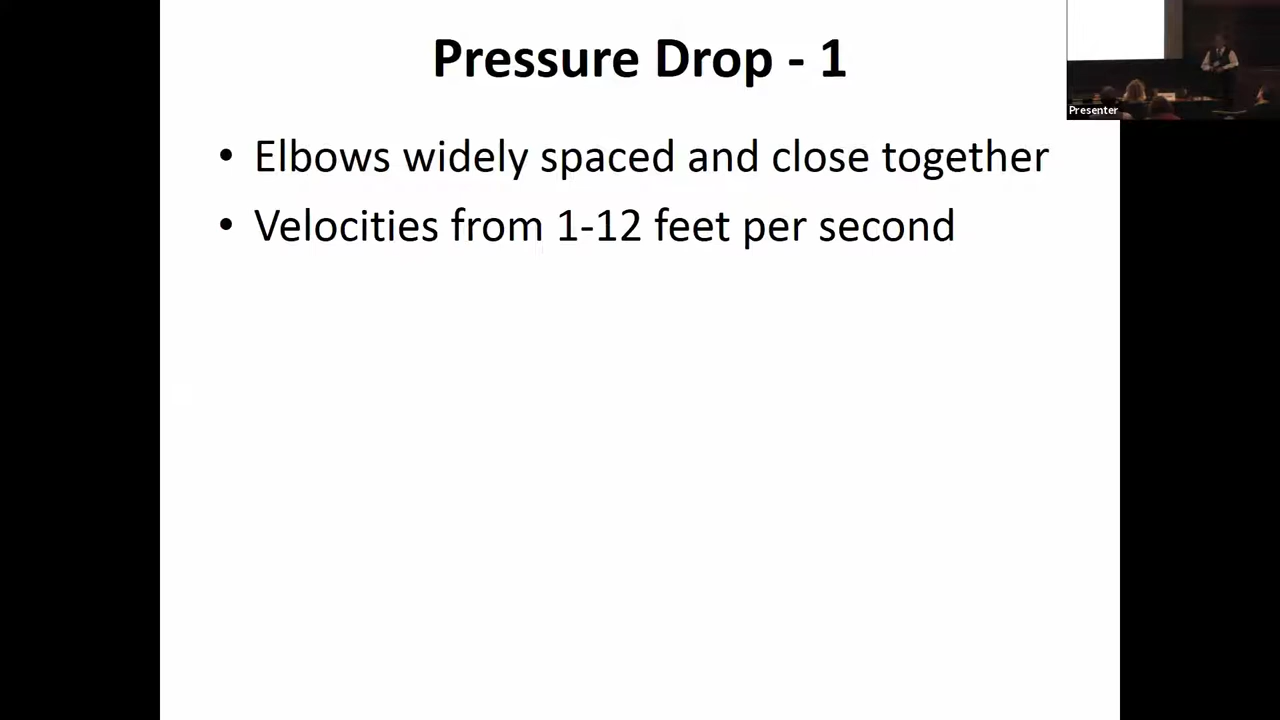 Pressure Drop - 1
Presenter
• Elbows widely spaced and close together
• Velocities from 1-12 feet per second